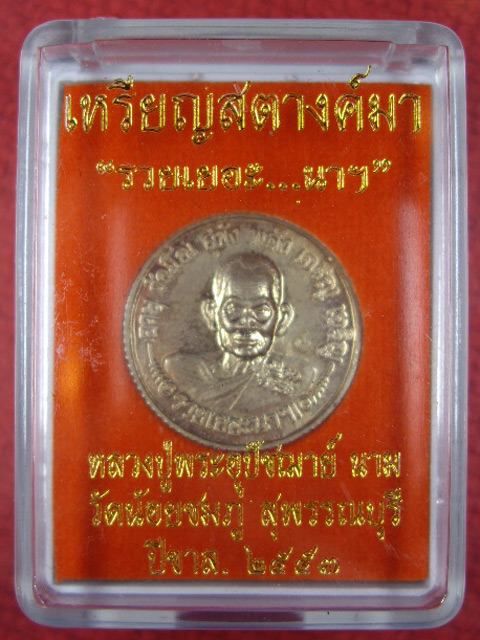 เหรียญสตางค์มา
"รวยเยอะ...นาๆ"
หลวงปู่พระอุปัชฌาย์ นาม
วัดน้อยชมภู่ สุพรรณบุรี
ปีขาล. ๒๕๕๓